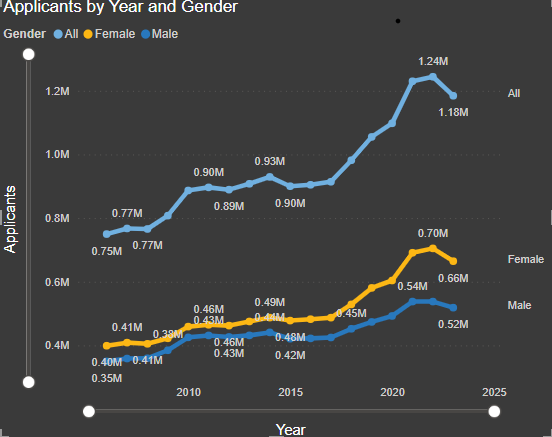 Applicants by Year and Gender
Gender All Female Male
1.24M
1.2M All
1.18M
1.0M
0.93M
0.90M
0.89M 0.90M
0.8M
0.77M
0.77M
0.75M
0.70M
Female
0.66M
0.6M
0.54M
Male
0.49M
0.46M
0.45M
0.43M 0.44M
0.52M
0.41M
0.38M
0.48M
0.46M
0.4M
0.43M 0.42M
0.40M 0.41M
0.35M
2010 2015 2020 2025
Year
Applicants